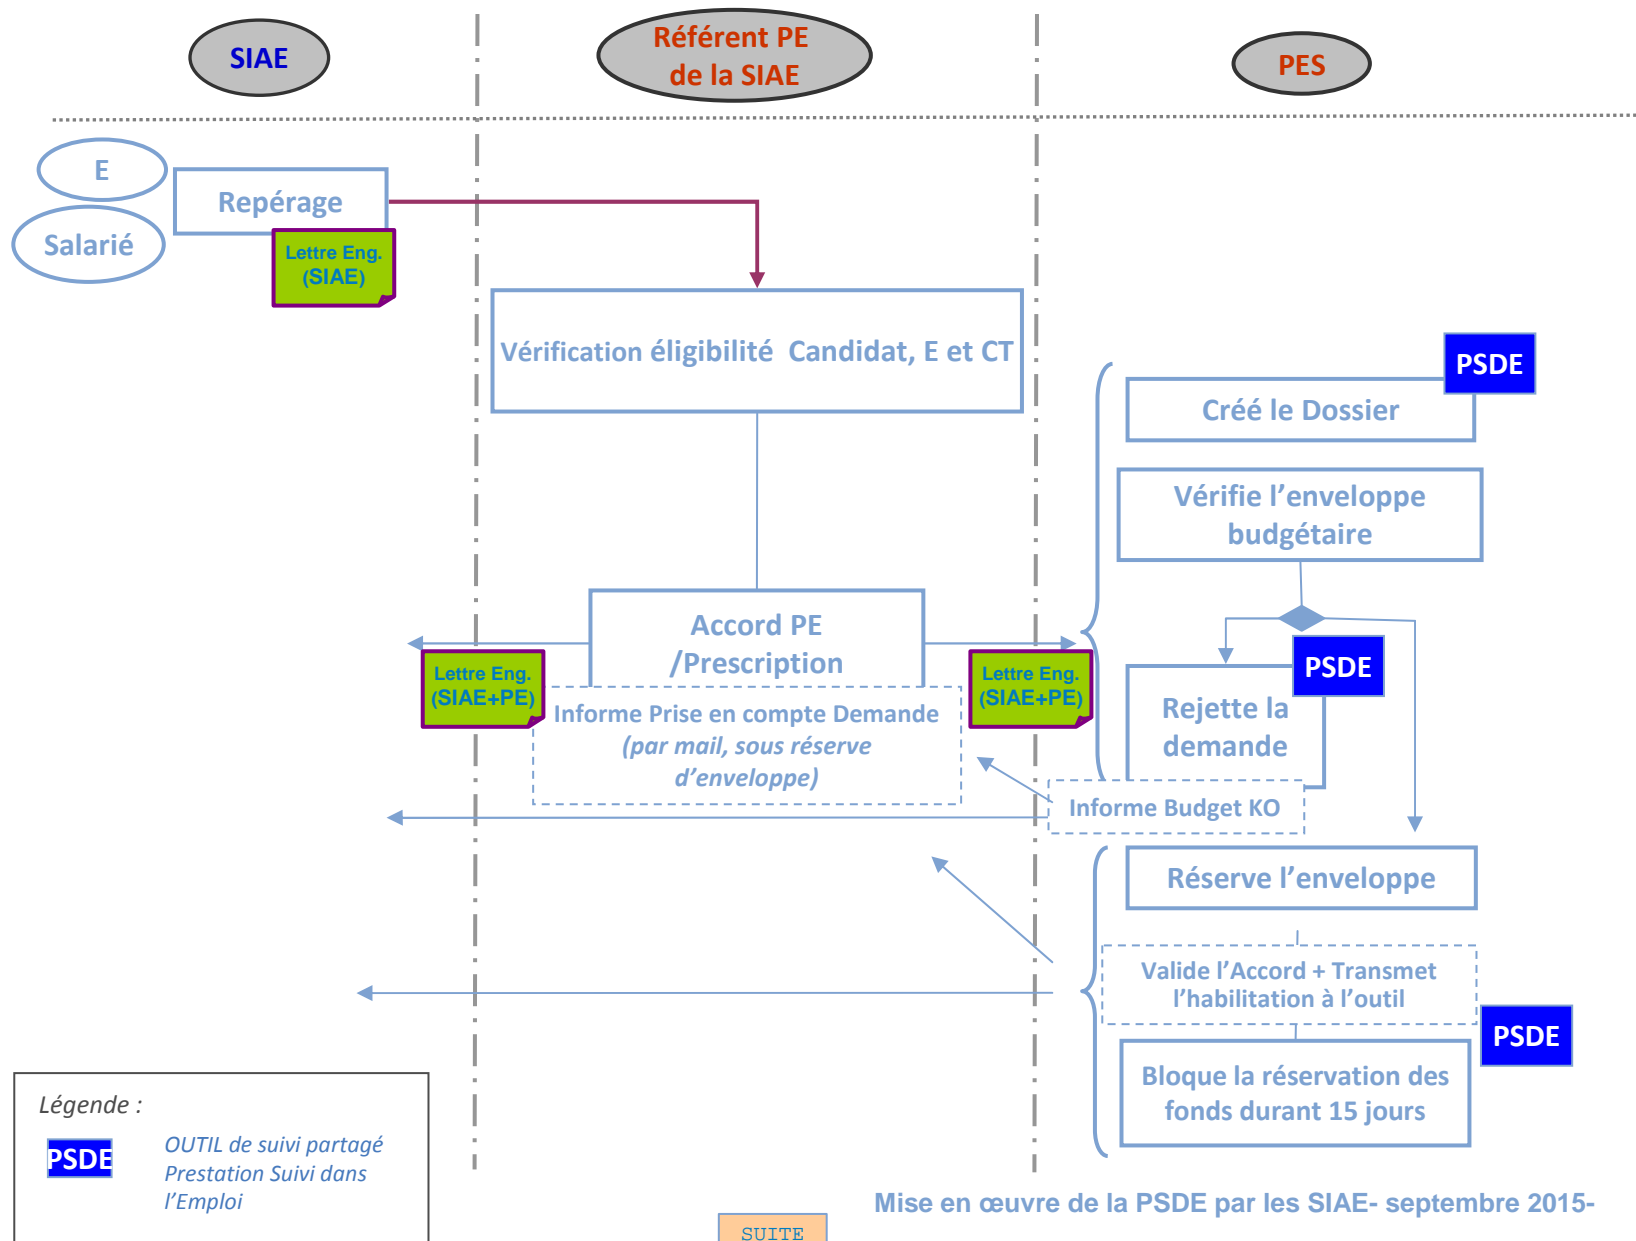 SIAE
Référent PE
de la SIAE
PES
E
Salarié
Repérage
Lettre Eng.
(SIAE)
Vérification éligibilité Candidat, E et CT
PSDE
Créé le Dossier
Vérifie l’enveloppe
budgétaire
Accord PE
/Prescription
Lettre Eng.
(SIAE+PE)
Lettre Eng.
(SIAE+PE)
Informe Prise en compte Demande
(par mail, sous réserve
d’enveloppe)
PSDE
Rejette la
demande
Informe Budget KO
Réserve l’enveloppe
Valide l’Accord + Transmet
l’habilitation à l’outil
PSDE
Bloque la réservation des
fonds durant 15 jours
Légende :
PSDE
OUTIL de suivi partagé
Prestation Suivi dans
l’Emploi
Mise en œuvre de la PSDE par les SIAE- septembre 2015-
SUITE